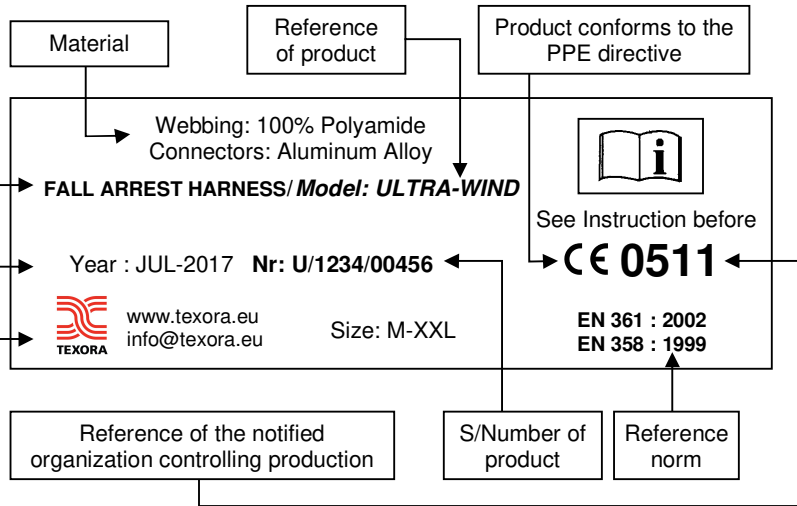 Material
Reference
of product
Product conforms to the
PPE directive
Webbing: 100% Polyamide
Connectors: Aluminum Alloy
FALL ARREST HARNESS/ Model: ULTRA-WIND
i
See Instruction before
CE 0511
Year : JUL-2017 Nr: U/1234/00456
TEXORA
www.texora.eu
info@texora.eu
Size: M-XXL
EN 361 : 2002
EN 358 : 1999
Reference of the notified
organization controlling production
S/Number of
product
Reference
norm